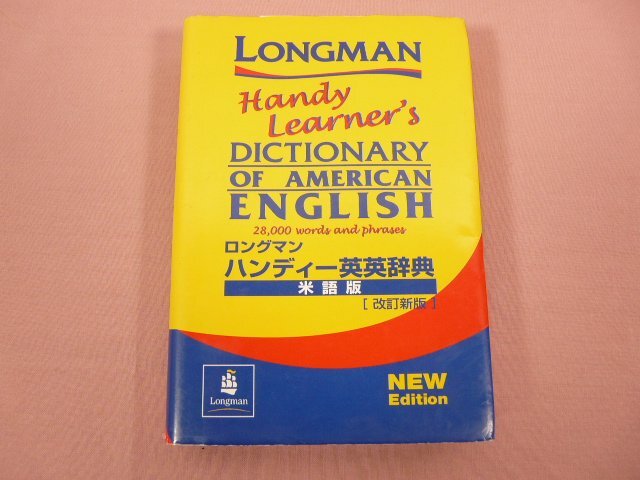 LONGMAN
Handy
Learner's
DICTIONARY
OF AMERICAN
ENGLISH
28,000 words and phrases
ロングマン
ハンディー英英辞典
米語版
[改訂新版]
Longman
NEW
Edition